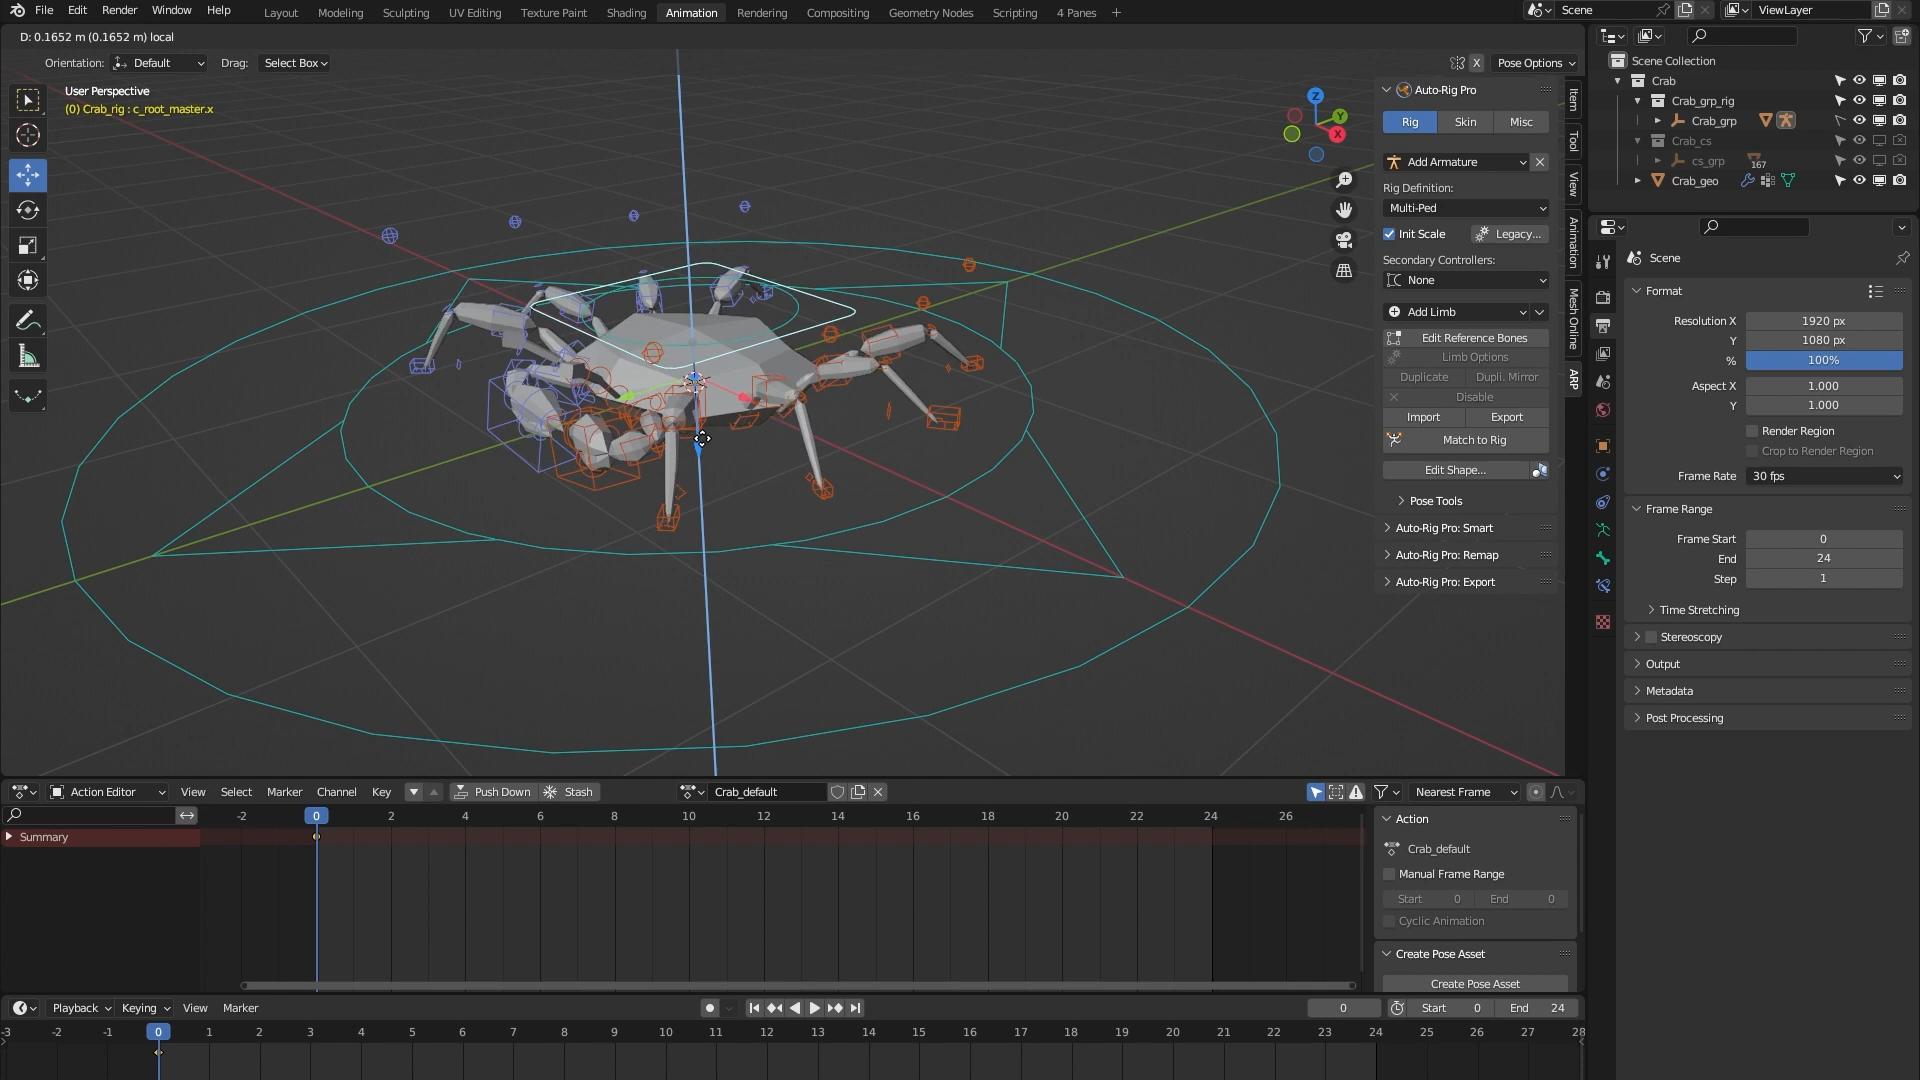 File Edit Render Window Help Layout Modeling Sculpting UV Editing Texture Paint Shading Animation Rendering Compositing Geometry Nodes Scripting 4 Panes + Scene ViewLayer
D: 0.1652 m (0.1652 m) local
Orientation: Default Drag: Select Box X Pose Options
User Perspective
(0) Crab_rig : c_root_master.x
Z
Y
X
Auto-Rig Pro
Rig Skin Misc
Add Armature
Rig Definition:
Multi-Ped
Init Scale Legacy...
Secondary Controllers:
None
Add Limb
Edit Reference Bones
Limb Options
Duplicate Dupli. Mirror
Disable
Import Export
Match to Rig
Edit Shape...
Pose Tools
Auto-Rig Pro: Smart
Auto-Rig Pro: Remap
Auto-Rig Pro: Export
Item
Tool
View
Animation
Mesh Online
ARP
Scene Collection
Crab
Crab_grp_rig
Crab_grp
Crab_cs
cs_grp 167
Crab_geo
Scene
Format
Resolution X 1920 px
Y 1080 px
% 100%
Aspect X 1.000
Y 1.000
Render Region
Crop to Render Region
Frame Rate 30 fps
Frame Range
Frame Start 0
End 24
Step 1
Time Stretching
Stereoscopy
Output
Metadata
Post Processing
Action Editor View Select Marker Channel Key Push Down Stash Crab_default Nearest Frame
-2 0 2 4 6 8 10 12 14 16 18 20 22 24 26
Summary
Action
Crab_default
Manual Frame Range
Start 0 End 0
Cyclic Animation
Create Pose Asset
Create Pose Asset
Playback Keying View Marker 0 Start 0 End 24
-3 -2 -1 0 1 2 3 4 5 6 7 8 9 10 11 12 13 14 15 16 17 18 19 20 21 22 23 24 25 26 27 28